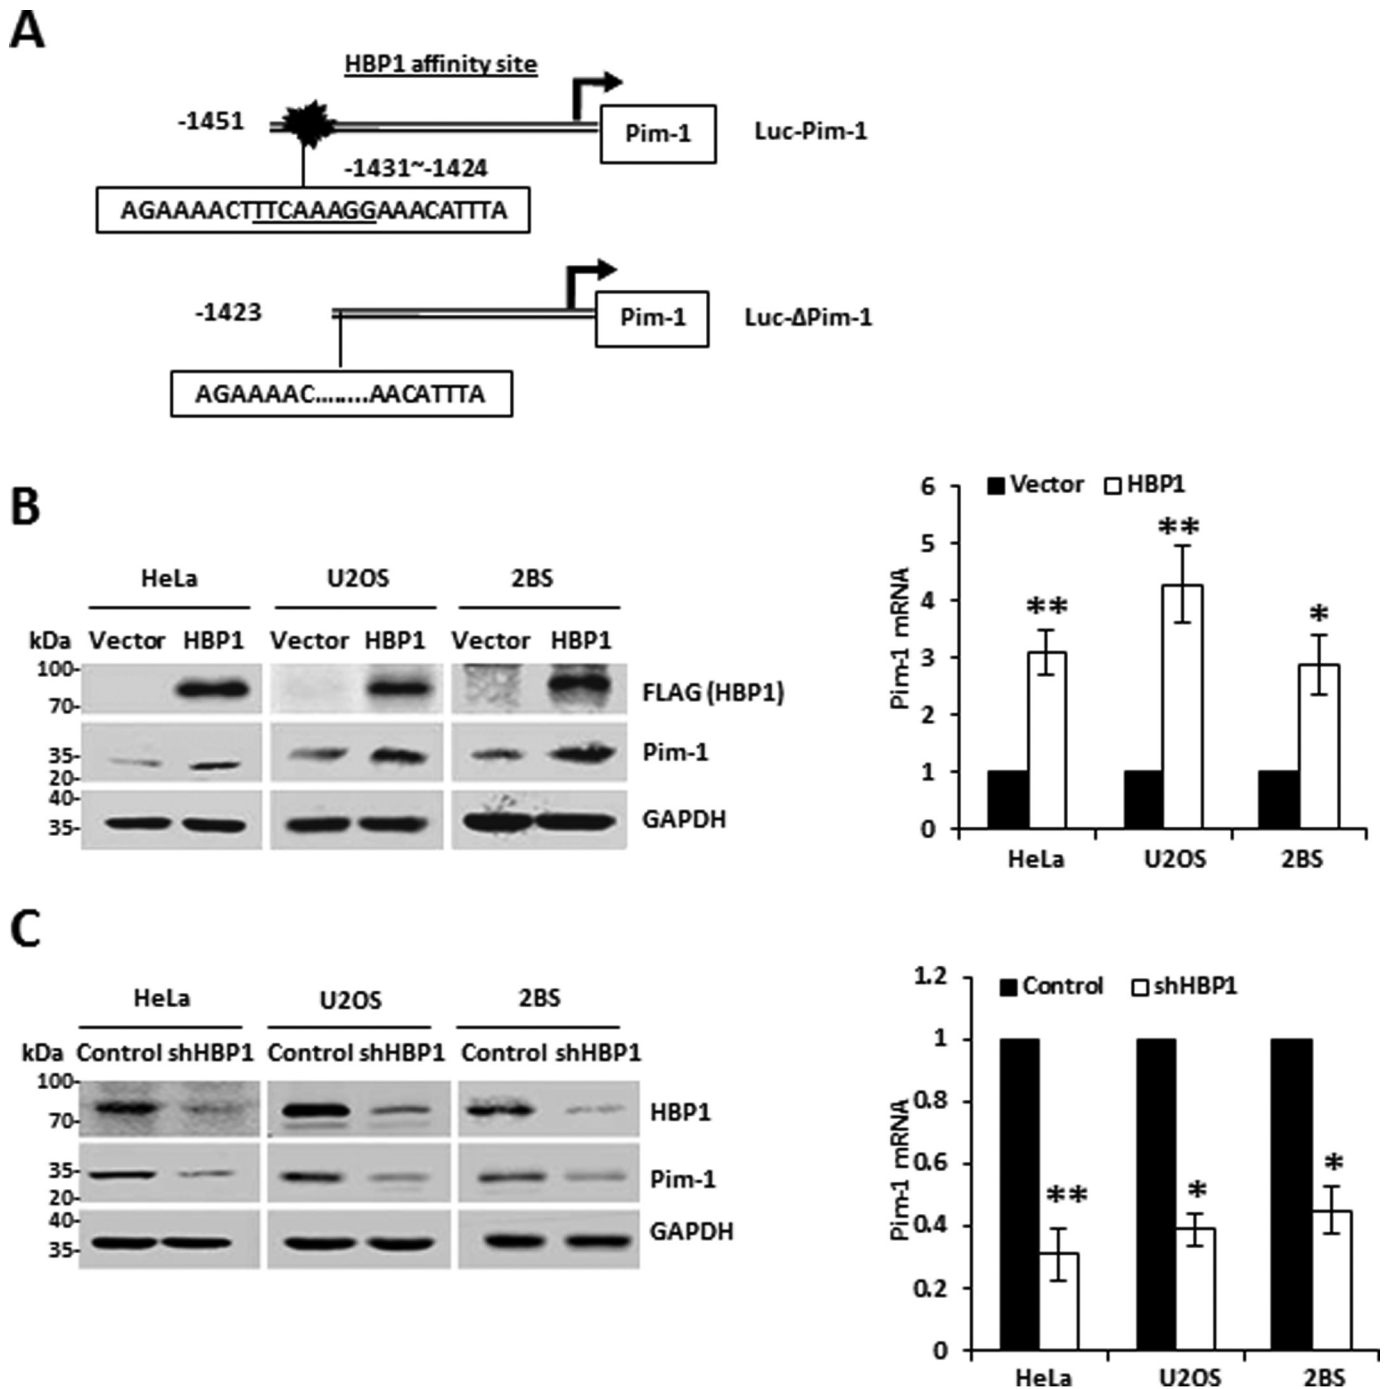 A
HBP1 affinity site
-1451
Pim-1
Luc-Pim-1
-1431~-1424
AGAAAACTTTCAAAGGAAACATTTA
-1423
Pim-1
Luc-ΔPim-1
AGAAAAC........AACATTTA
B
HeLa U2OS 2BS
kDa Vector HBP1 Vector HBP1 Vector HBP1
100-
70-
FLAG (HBP1)
35-
20-
Pim-1
40-
35-
GAPDH
Vector HBP1
Pim-1 mRNA
6
5
4
3
2
1
0
**
**
*
HeLa U2OS 2BS
C
HeLa U2OS 2BS
kDa Control shHBP1 Control shHBP1 Control shHBP1
100-
70-
HBP1
35-
20-
Pim-1
40-
35-
GAPDH
Control shHBP1
Pim-1 mRNA
1.2
1
0.8
0.6
0.4
0.2
0
**
*
*
HeLa U2OS 2BS